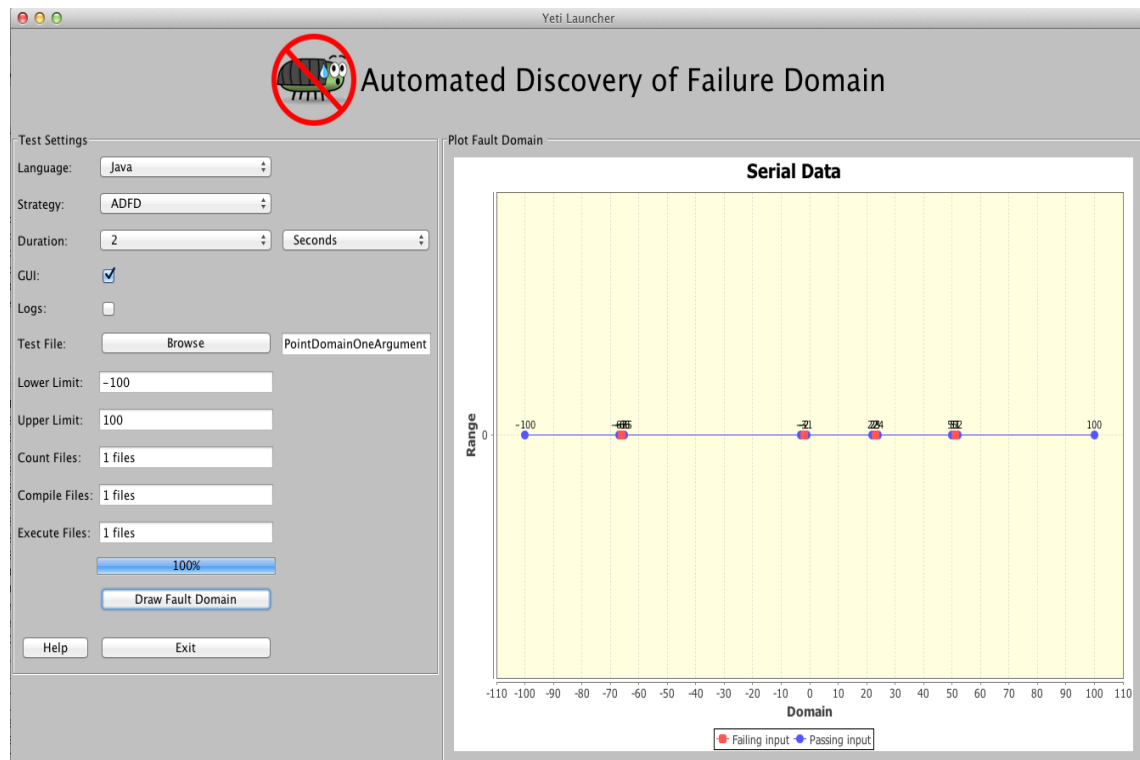 Yeti Launcher
Automated Discovery of Failure Domain
Test Settings
Language: Java
Strategy: ADFD
Duration: 2 Seconds
GUI:
Logs:
Test File: Browse PointDomainOneArgument
Lower Limit: -100
Upper Limit: 100
Count Files: 1 files
Compile Files: 1 files
Execute Files: 1 files
100%
Draw Fault Domain
Help Exit
Plot Fault Domain
Serial Data
Range
0
-100
100
-110 -100 -90 -80 -70 -60 -50 -40 -30 -20 -10 0 10 20 30 40 50 60 70 80 90 100 110
Domain
Failing input Passing input